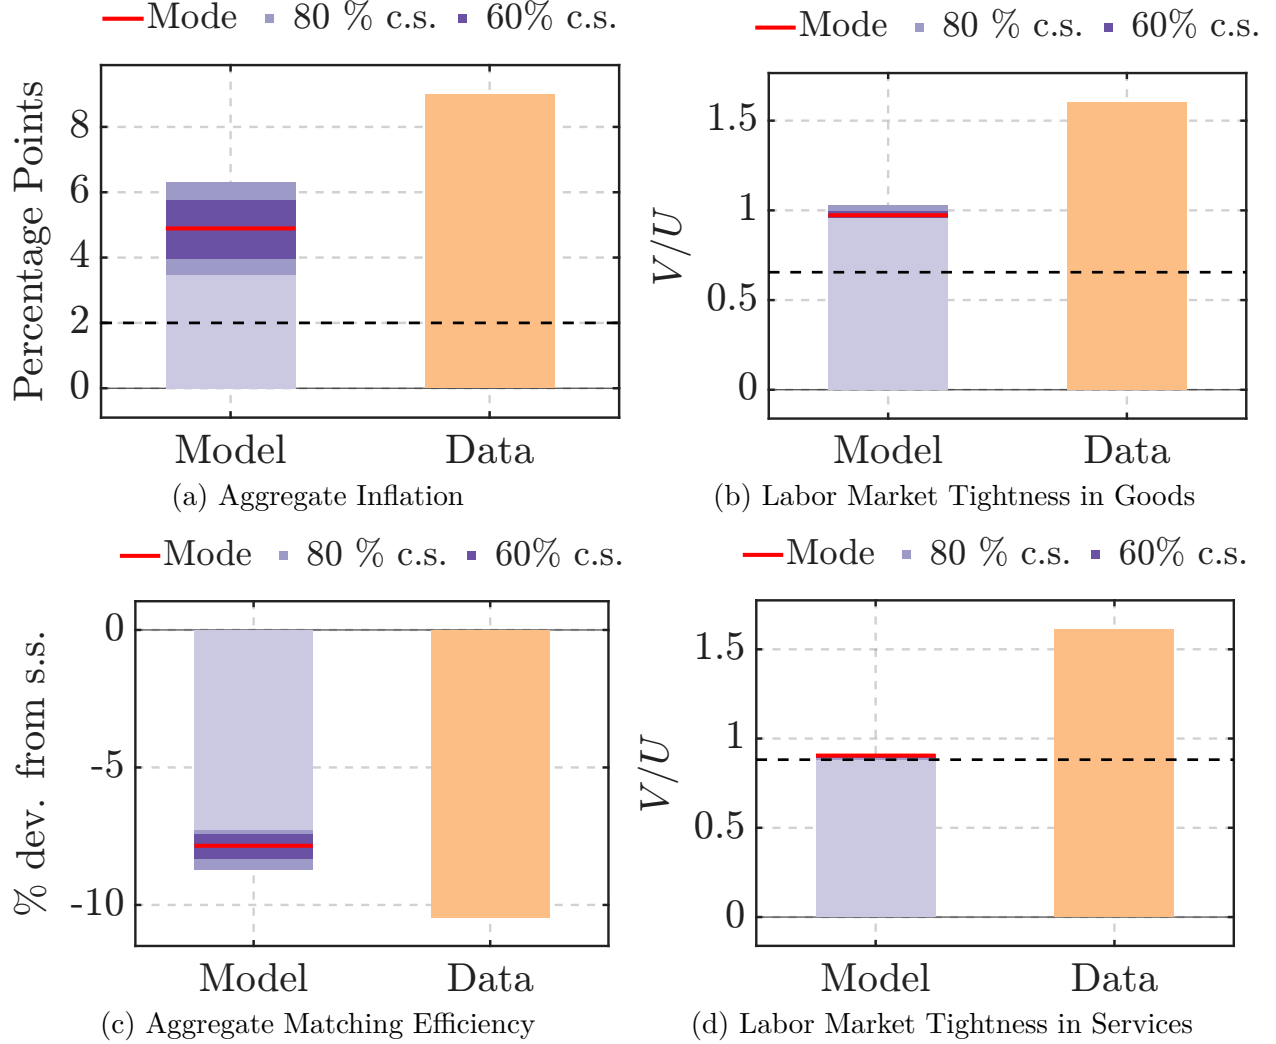 Mode 80 % c.s. 60% c.s.
Percentage Points
8
6
4
2
0
Model Data
(a) Aggregate Inflation
Mode 80 % c.s. 60% c.s.
V/U
1.5
1
0.5
0
Model Data
(b) Labor Market Tightness in Goods
Mode 80 % c.s. 60% c.s.
% dev. from s.s.
0
-5
-10
Model Data
(c) Aggregate Matching Efficiency
Mode 80 % c.s. 60% c.s.
V/U
1.5
1
0.5
0
Model Data
(d) Labor Market Tightness in Services